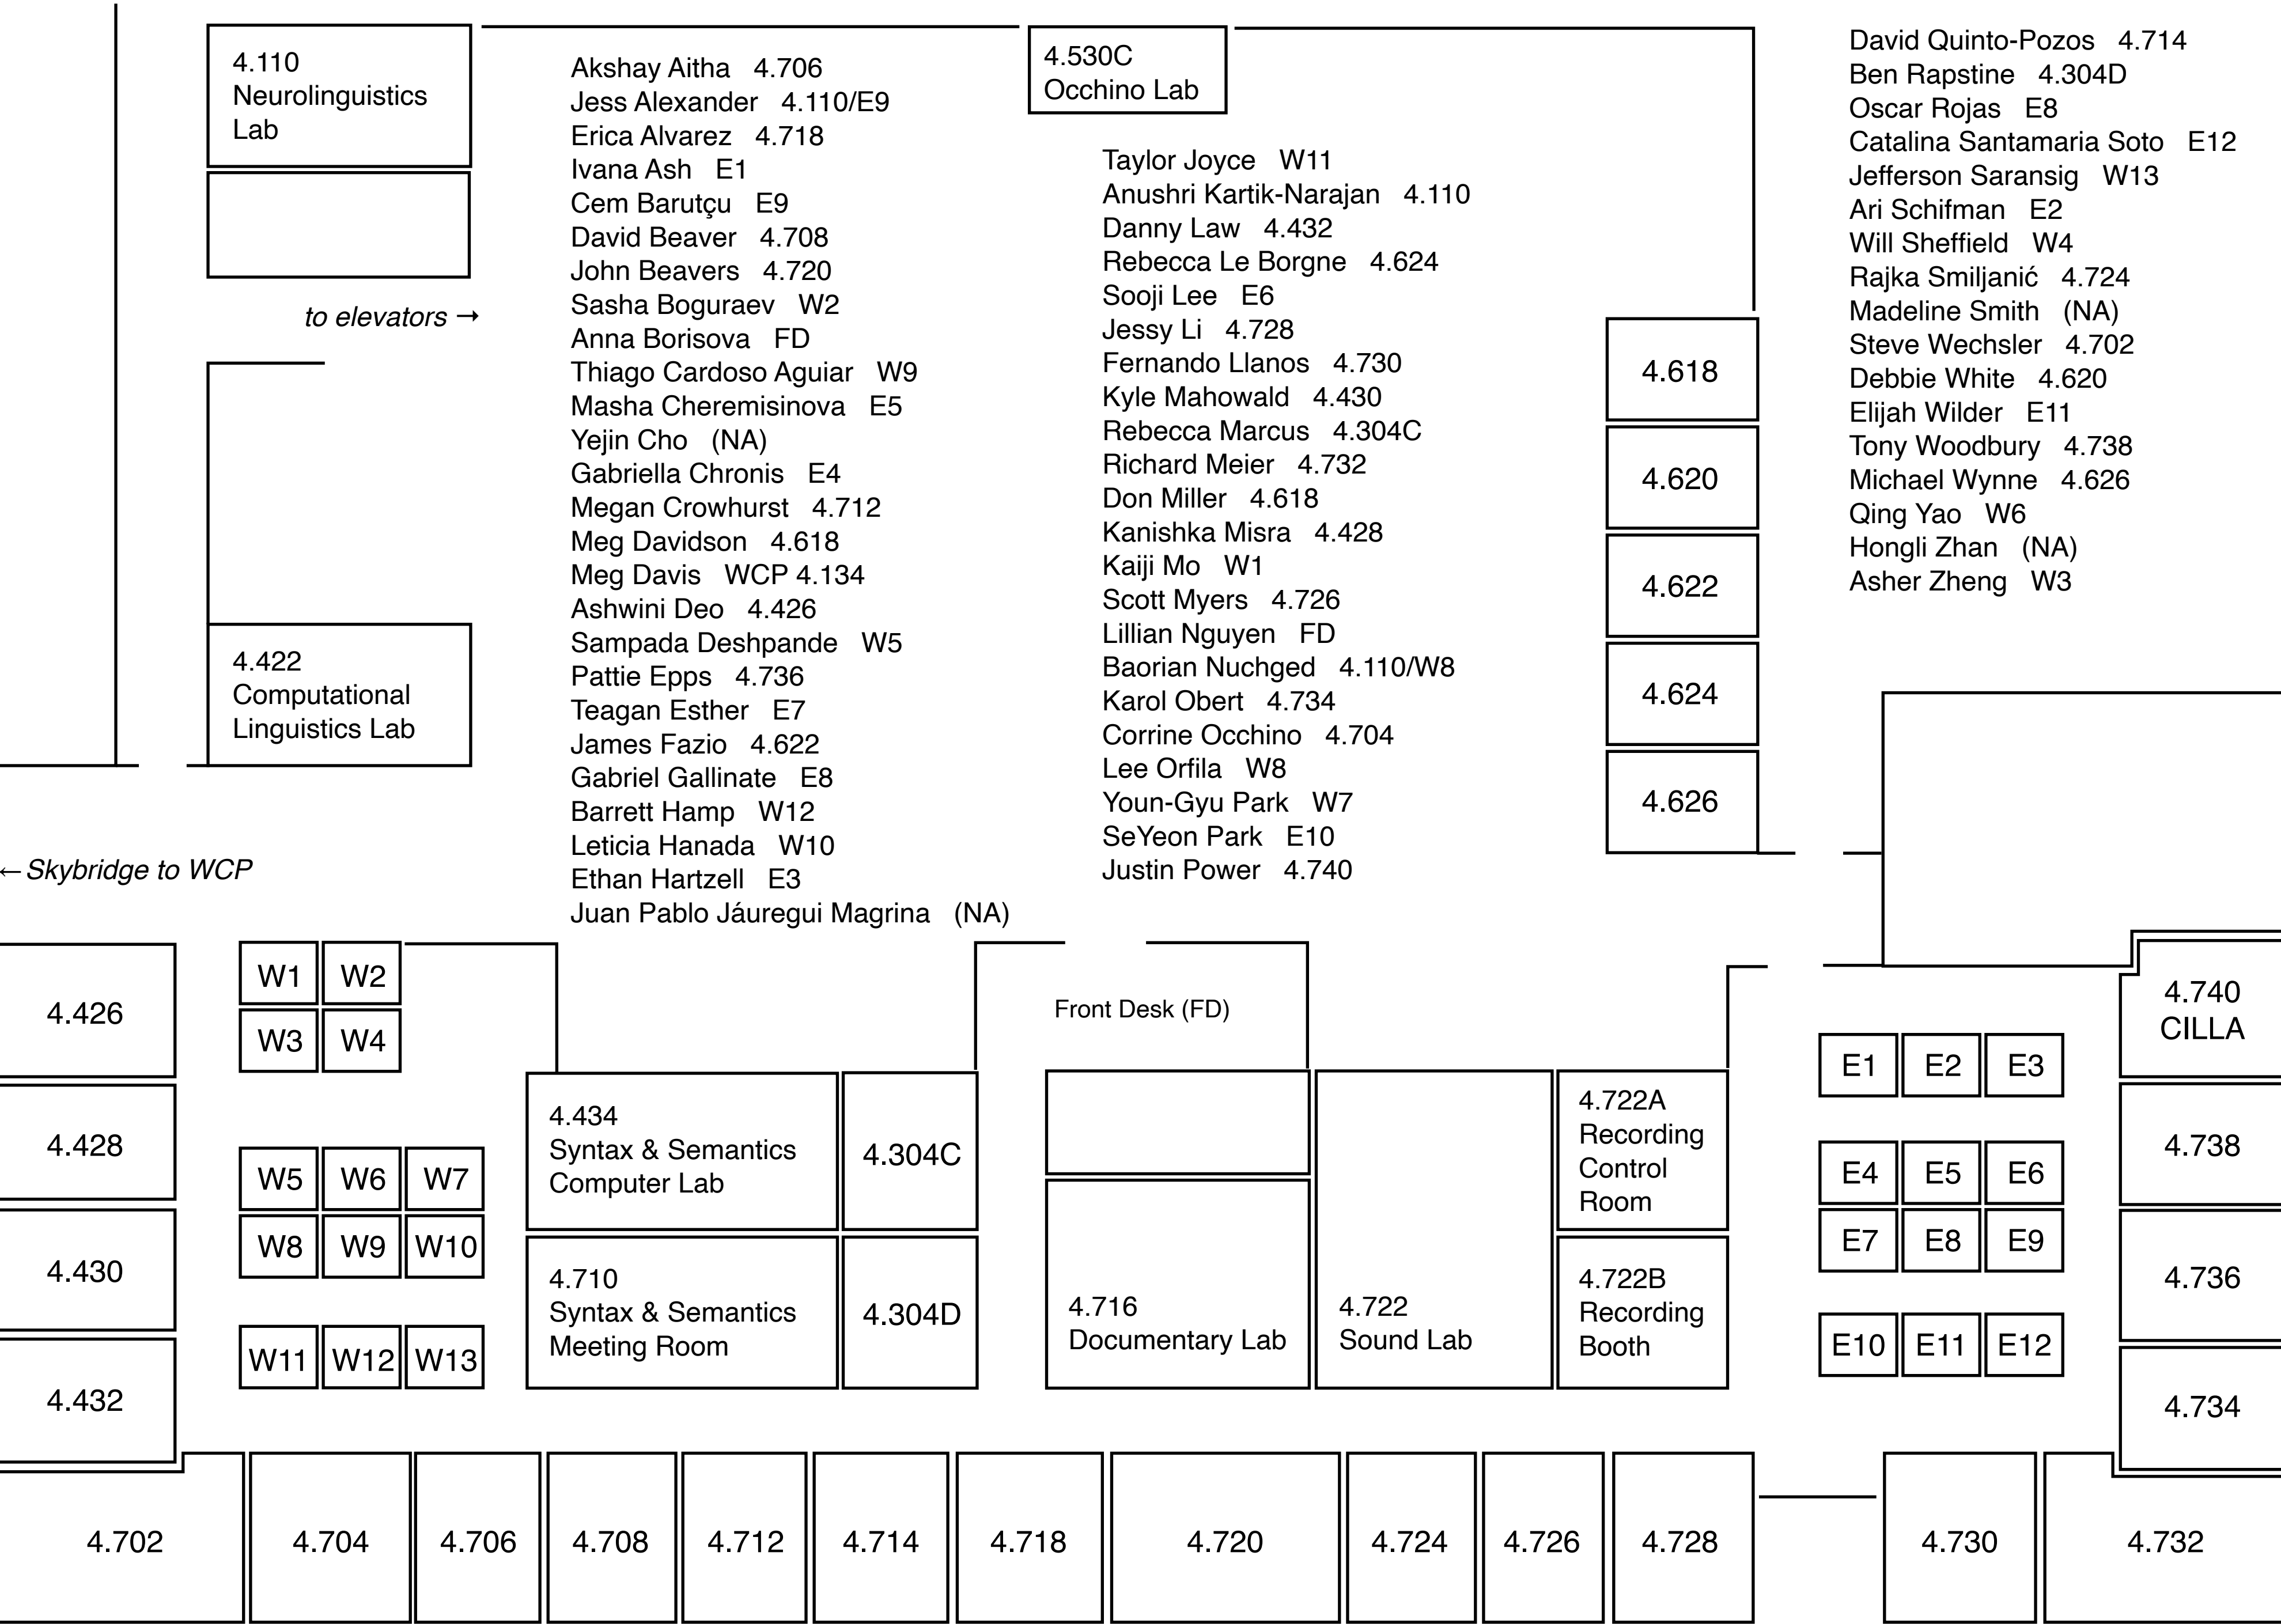 4.110
Neurolinguistics
Lab
to elevators →
4.422
Computational
Linguistics Lab
←Skybridge to WCP
Akshay Aitha 4.706
Jess Alexander 4.110/E9
Erica Alvarez 4.718
Ivana Ash E1
Cem Barutçu E9
David Beaver 4.708
John Beavers 4.720
Sasha Boguraev W2
Anna Borisova FD
Thiago Cardoso Aguiar W9
Masha Cheremisinova E5
Yejin Cho (NA)
Gabriella Chronis E4
Megan Crowhurst 4.712
Meg Davidson 4.618
Meg Davis WCP 4.134
Ashwini Deo 4.426
Sampada Deshpande W5
Pattie Epps 4.736
Teagan Esther E7
James Fazio 4.622
Gabriel Gallinate E8
Barrett Hamp W12
Leticia Hanada W10
Ethan Hartzell E3
Juan Pablo Jáuregui Magrina (NA)
4.530C
Occhino Lab
Taylor Joyce W11
Anushri Kartik-Narajan 4.110
Danny Law 4.432
Rebecca Le Borgne 4.624
Sooji Lee E6
Jessy Li 4.728
Fernando Llanos 4.730
Kyle Mahowald 4.430
Rebecca Marcus 4.304C
Richard Meier 4.732
Don Miller 4.618
Kanishka Misra 4.428
Kaiji Mo W1
Scott Myers 4.726
Lillian Nguyen FD
Baorian Nuchged 4.110/W8
Karol Obert 4.734
Corrine Occhino 4.704
Lee Orfila W8
Youn-Gyu Park W7
SeYeon Park E10
Justin Power 4.740
4.618
4.620
4.622
4.624
4.626
David Quinto-Pozos 4.714
Ben Rapstine 4.304D
Oscar Rojas E8
Catalina Santamaria Soto E12
Jefferson Saransig W13
Ari Schifman E2
Will Sheffield W4
Rajka Smiljanić 4.724
Madeline Smith (NA)
Steve Wechsler 4.702
Debbie White 4.620
Elijah Wilder E11
Tony Woodbury 4.738
Michael Wynne 4.626
Qing Yao W6
Hongli Zhan (NA)
Asher Zheng W3
4.426
4.428
4.430
4.432
W1 W2
W3 W4
W5 W6 W7
W8 W9 W10
W11 W12 W13
4.434
Syntax & Semantics
Computer Lab
4.304C
4.710
Syntax & Semantics
Meeting Room
4.304D
Front Desk (FD)
4.716
Documentary Lab
4.722
Sound Lab
4.722A
Recording
Control
Room
4.722B
Recording
Booth
E1 E2 E3
E4 E5 E6
E7 E8 E9
E10 E11 E12
4.740
CILLA
4.738
4.736
4.734
4.702 4.704 4.706 4.708 4.712 4.714 4.718 4.720 4.724 4.726 4.728 4.730 4.732